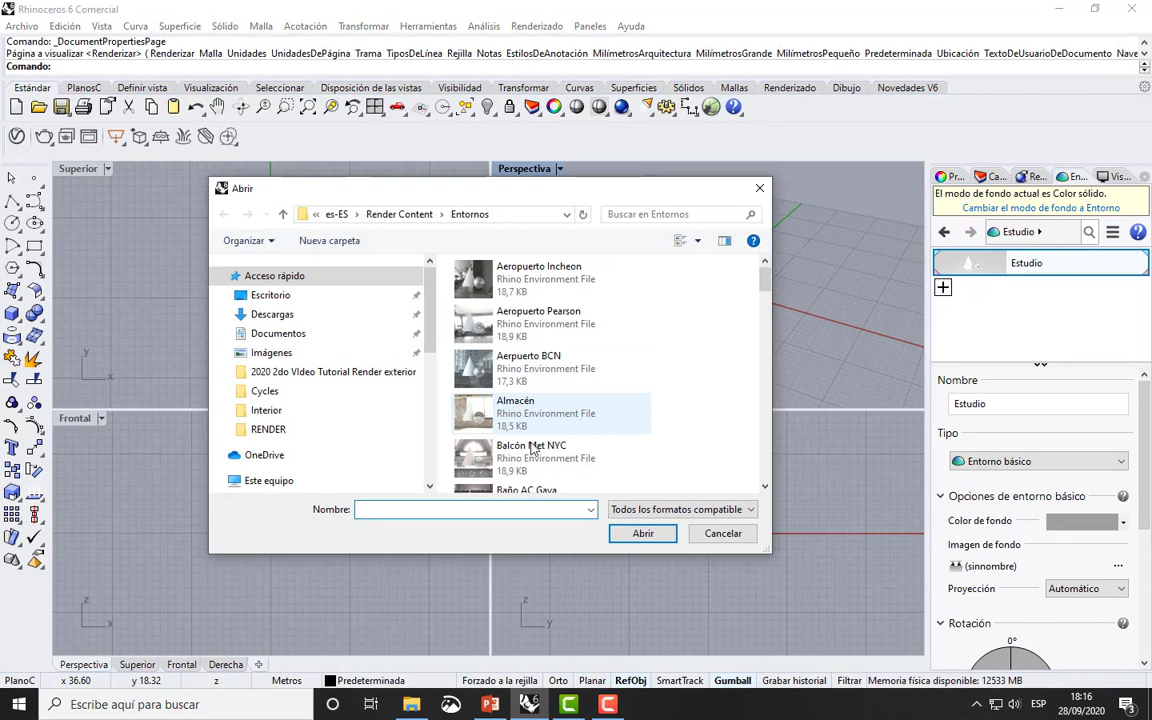 Rhinoceros 6 Comercial
Archivo Edición Vista Curva Superficie Sólido Malla Acotación Transformar Herramientas Análisis Renderizado Paneles Ayuda
Comando: _DocumentPropertiesPage
Página a visualizar <Renderizar> ( Renderizar Malla Unidades UnidadesDePágina Trama TiposDeLínea Rejilla Notas EstilosDeAnotación MilímetrosArquitectura MilímetrosGrande MilímetrosPequeño Predeterminada Ubicación TextoDeUsuarioDeDocumento Nave
Comando:
Estándar PlanosC Definir vista Visualización Seleccionar Disposición de las vistas Visibilidad Transformar Curvas Superficies Sólidos Mallas Renderizado Dibujo Novedades V6
Superior
Perspectiva
Pr... Ca... Re... En... Vis...
El modo de fondo actual es Color sólido.
Cambiar el modo de fondo a Entorno
Abrir
es-ES Render Content Entornos
Buscar en Entornos
Estudio
Organizar Nueva carpeta
Estudio
Acceso rápido
Escritorio
Descargas
Documentos
Imágenes
2020 2do VIdeo Tutorial Render exterior
Cycles
Interior
RENDER
OneDrive
Este equipo
Aeropuerto Incheon
Rhino Environment File
18,7 KB
Aeropuerto Pearson
Rhino Environment File
18,9 KB
Aerpuerto BCN
Rhino Environment File
17,3 KB
Almacén
Rhino Environment File
18,5 KB
Balcón Met NYC
Rhino Environment File
18,9 KB
Baño AC Gava
Nombre:
Todos los formatos compatible
Abrir Cancelar
Frontal
Nombre
Estudio
Tipo
Entorno básico
Opciones de entorno básico
Color de fondo
Imagen de fondo
(sinnombre) ...
Proyección Automático
Rotación
0°
y
x
z
x
z
y
Perspectiva Superior Frontal Derecha
PlanoC x 36.60 y 18.32 z Metros Predeterminada Forzado a la rejilla Orto Planar RefObj SmartTrack Gumball Grabar historial Filtrar Memoria física disponible: 12533 MB
Escribe aquí para buscar
ESP
18:16
28/09/2020
3